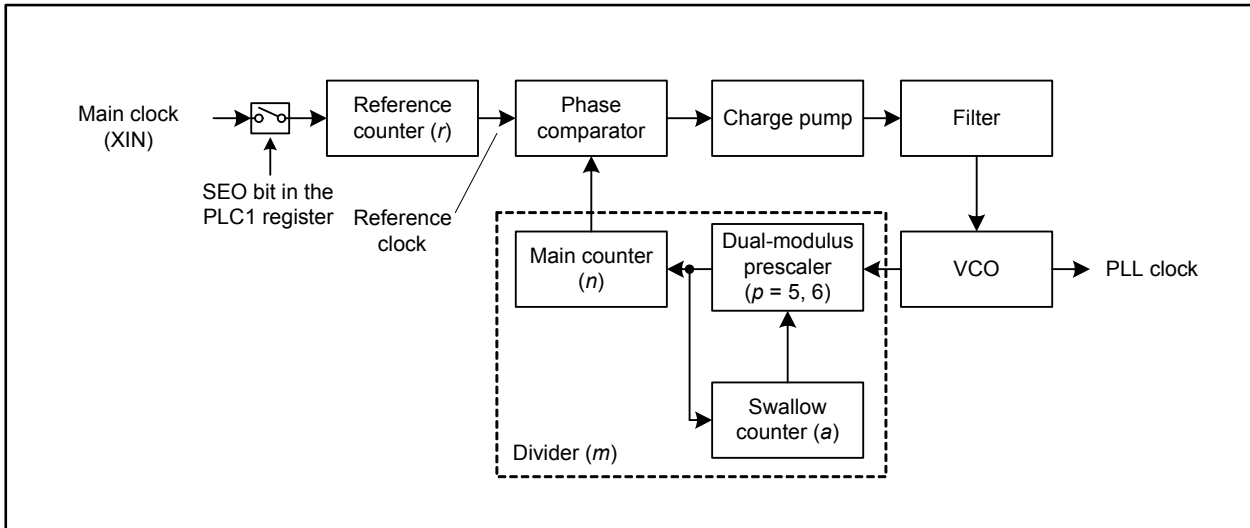 Main clock
(XIN)
SEO bit in the
PLC1 register
Reference
counter (r)
Reference
clock
Phase
comparator
Charge pump
Filter
Main counter
(n)
Dual-modulus
prescaler
(p = 5, 6)
VCO
PLL clock
Swallow
counter (a)
Divider (m)